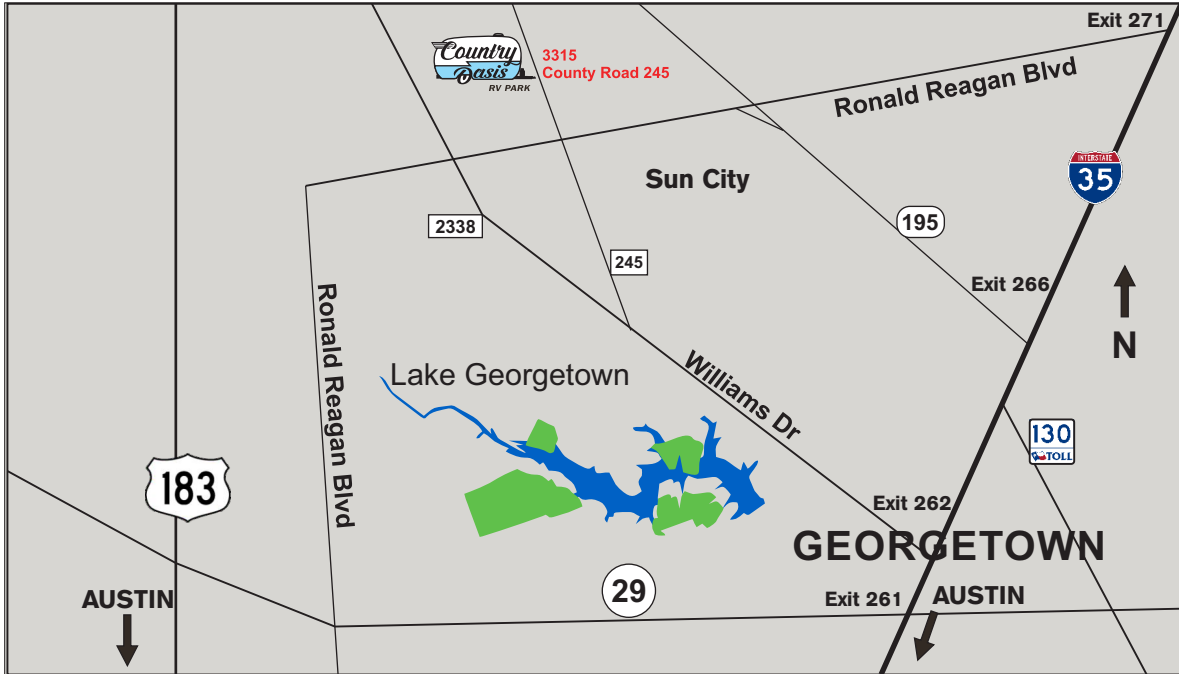 Exit 271
Country
Oasis
RV PARK
3315
County Road 245
Ronald Reagan Blvd
INTERSTATE
35
Sun City
2338
195
245
Exit 266
N
Ronald Reagan Blvd
Lake Georgetown
Williams Dr
130
TOLL
183
Exit 262
GEORGETOWN
29
Exit 261
AUSTIN
AUSTIN